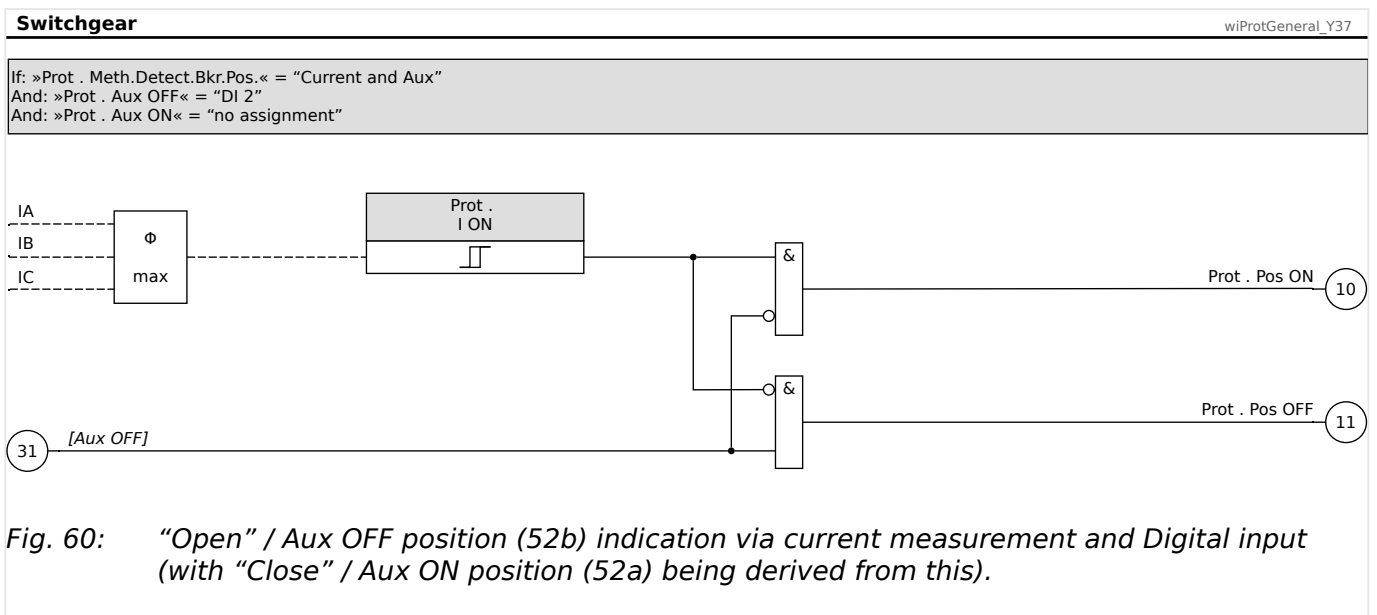 Switchgear
wiProtGeneral_Y37
If: »Prot . Meth.Detect.Bkr.Pos.« = “Current and Aux”
And: »Prot . Aux OFF« = “DI 2”
And: »Prot . Aux ON« = “no assignment”
IA
IB
IC
Φ
max
Prot .
I ON
&
Prot . Pos ON
10
&
Prot . Pos OFF
11
31
[Aux OFF]
Fig. 60: “Open” / Aux OFF position (52b) indication via current measurement and Digital input
(with “Close” / Aux ON position (52a) being derived from this).